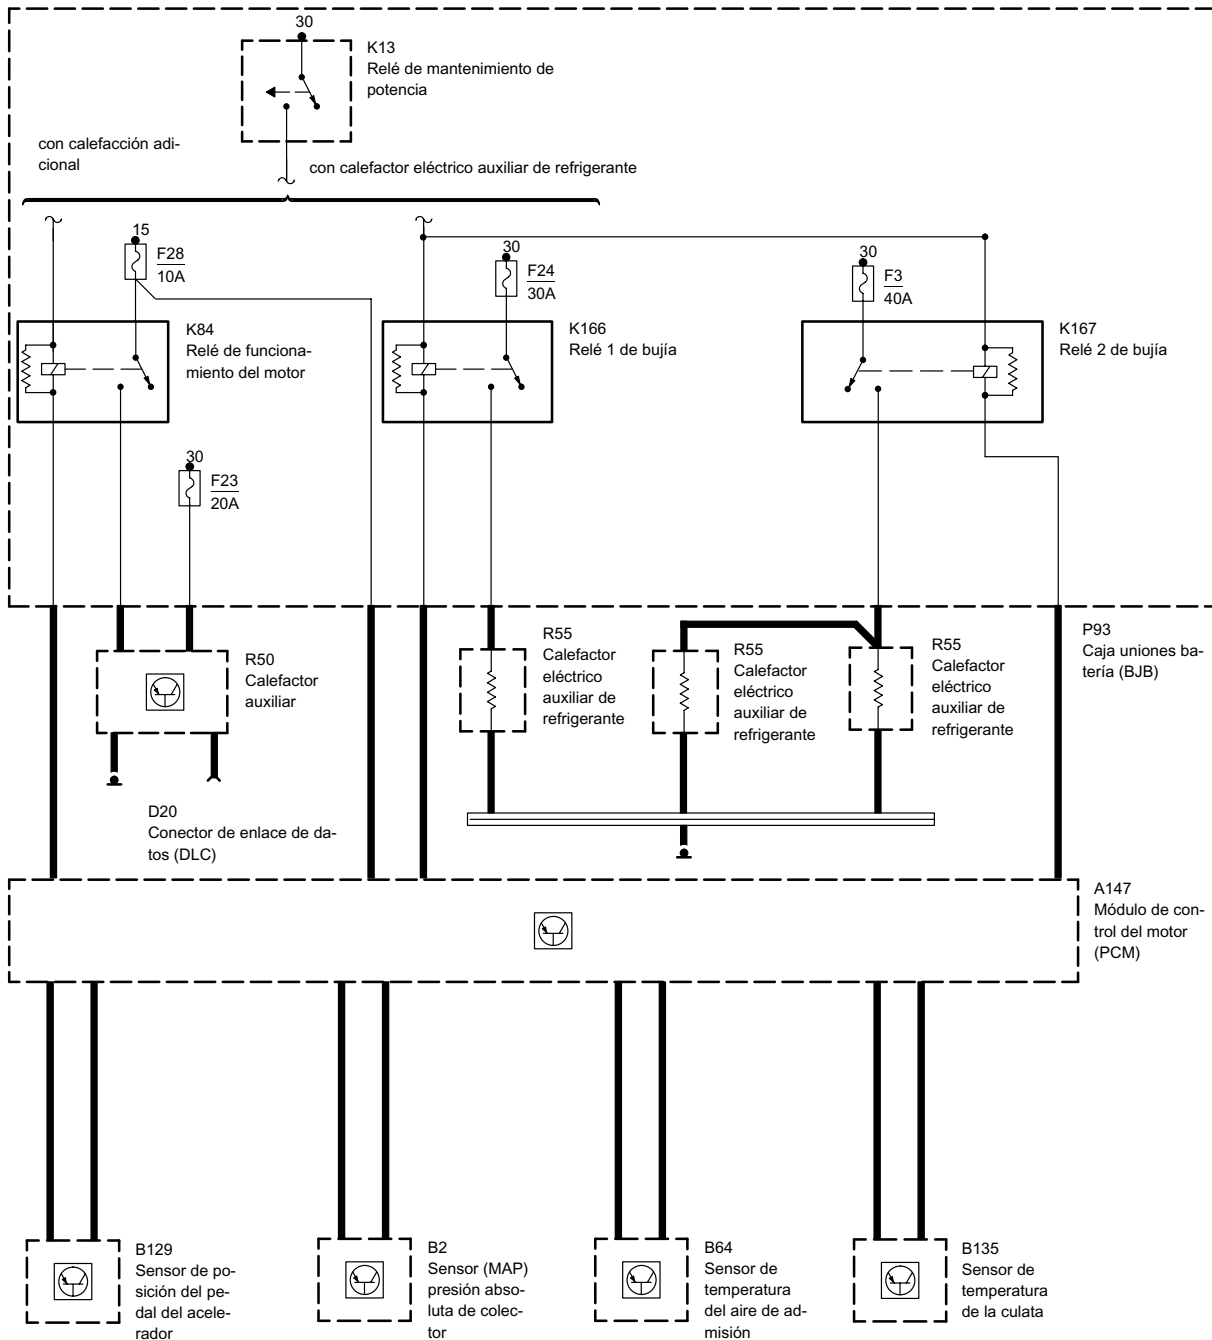 30
K13
Relé de mantenimiento de
potencia
con calefacción adi-
cional
con calefactor eléctrico auxiliar de refrigerante
15
F28
10A
30
F24
30A
30
F3
40A
K84
Relé de funciona-
miento del motor
K166
Relé 1 de bujía
K167
Relé 2 de bujía
30
F23
20A
R50
Calefactor
auxiliar
R55
Calefactor
eléctrico
auxiliar de
refrigerante
R55
Calefactor
eléctrico
auxiliar de
refrigerante
R55
Calefactor
eléctrico
auxiliar de
refrigerante
P93
Caja uniones ba-
tería (BJB)
D20
Conector de enlace de da-
tos (DLC)
A147
Módulo de con-
trol del motor
(PCM)
B129
Sensor de po-
sición del pe-
dal del acele-
rador
B2
Sensor (MAP)
presión abso-
luta de colec-
tor
B64
Sensor de
temperatura
del aire de ad-
misión
B135
Sensor de
temperatura
de la culata